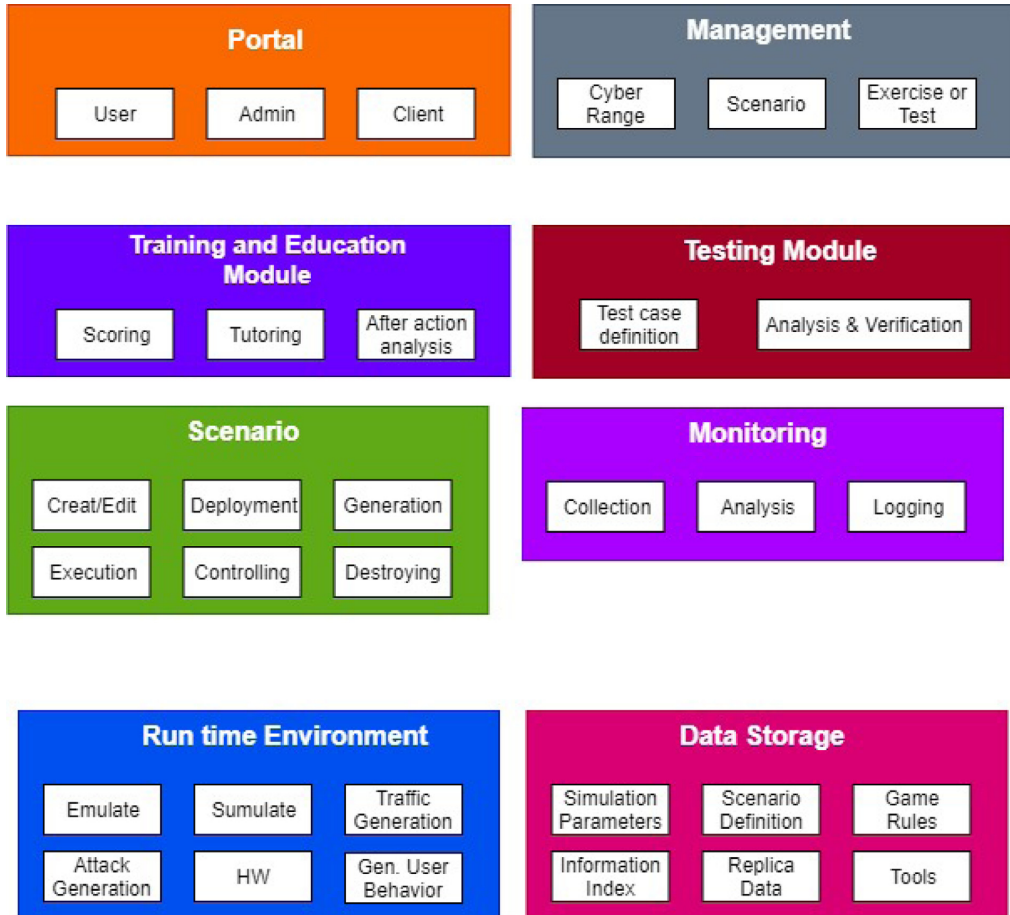 Portal
User
Admin
Client
Management
Cyber
Range
Scenario
Exercise or
Test
Training and Education
Module
Scoring
Tutoring
After action
analysis
Testing Module
Test case
definition
Analysis & Verification
Scenario
Creat/Edit
Deployment
Generation
Execution
Controlling
Destroying
Monitoring
Collection
Analysis
Logging
Run time Environment
Emulate
Sumulate
Traffic
Generation
Attack
Generation
HW
Gen. User
Behavior
Data Storage
Simulation
Parameters
Scenario
Definition
Game
Rules
Information
Index
Replica
Data
Tools